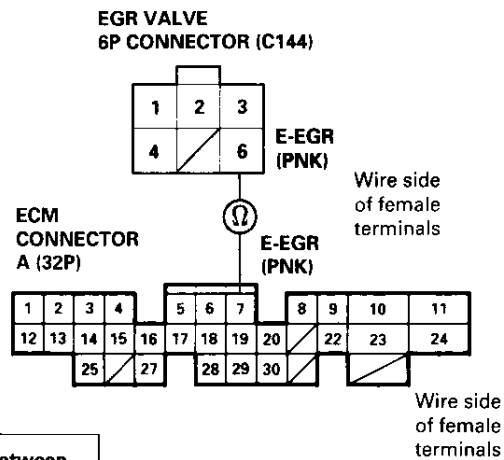 EGR VALVE
6P CONNECTOR (C144)
1 2 3
4 6
E-EGR
(PNK)
Wire side
of female
terminals
Ω
ECM
CONNECTOR
A (32P)
E-EGR
(PNK)
1 2 3 4 5 6 7 8 9 10 11
12 13 14 15 16 17 18 19 20 22 23 24
25 27 28 29 30
Wire side
of female
terminals